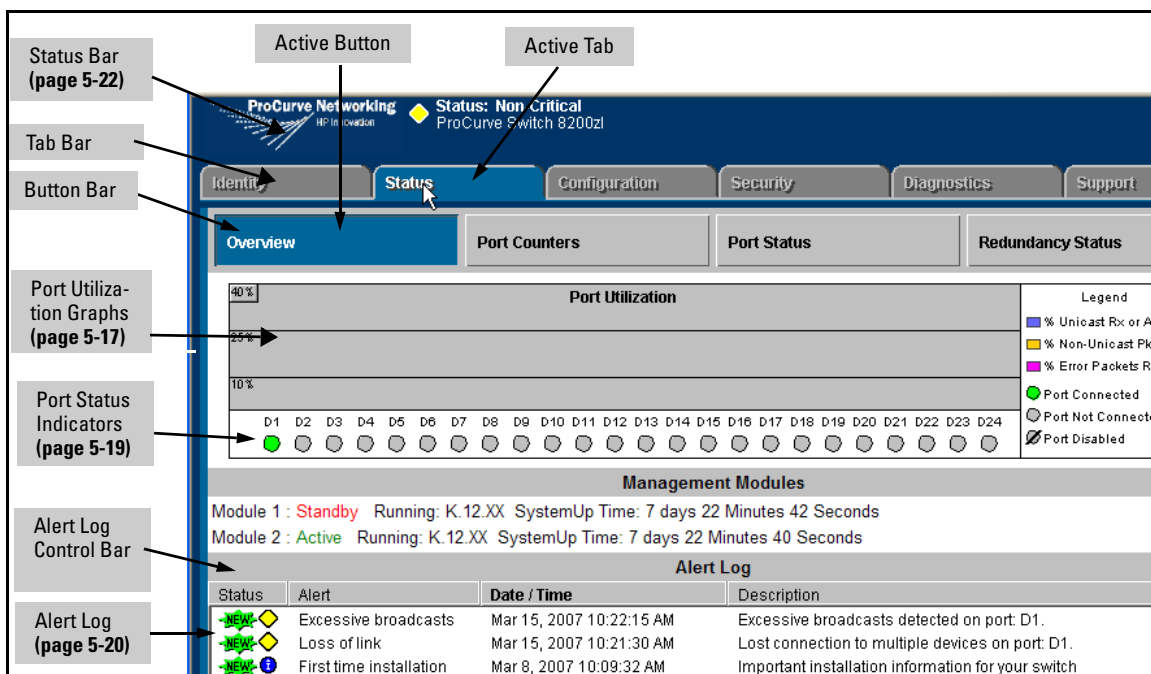 Active Button
Active Tab
Status Bar
(page 5-22)
Tab Bar
Button Bar
Port Utiliza-
tion Graphs
(page 5-17)
Port Status
Indicators
(page 5-19)
Alert Log
Control Bar
Alert Log
(page 5-20)
ProCurve Networking
HP Innovation
Status: Non Critical
ProCurve Switch 8200zl
Identity Status Configuration Security Diagnostics Support
Overview Port Counters Port Status Redundancy Status
40 % Port Utilization
25 %
10 %
Legend
% Unicast Rx or A
% Non-Unicast Pk
% Error Packets R
Port Connected
Port Not Connecte
Port Disabled
D1 D2 D3 D4 D5 D6 D7 D8 D9 D10 D11 D12 D13 D14 D15 D16 D17 D18 D19 D20 D21 D22 D23 D24
Management Modules
Module 1 : Standby Running: K.12.XX SystemUp Time: 7 days 22 Minutes 42 Seconds
Module 2 : Active Running: K.12.XX SystemUp Time: 7 days 22 Minutes 40 Seconds
Alert Log
Status Alert Date / Time Description
NEW Excessive broadcasts Mar 15, 2007 10:22:15 AM Excessive broadcasts detected on port: D1.
NEW Loss of link Mar 15, 2007 10:21:30 AM Lost connection to multiple devices on port: D1.
NEW First time installation Mar 8, 2007 10:09:32 AM Important installation information for your switch